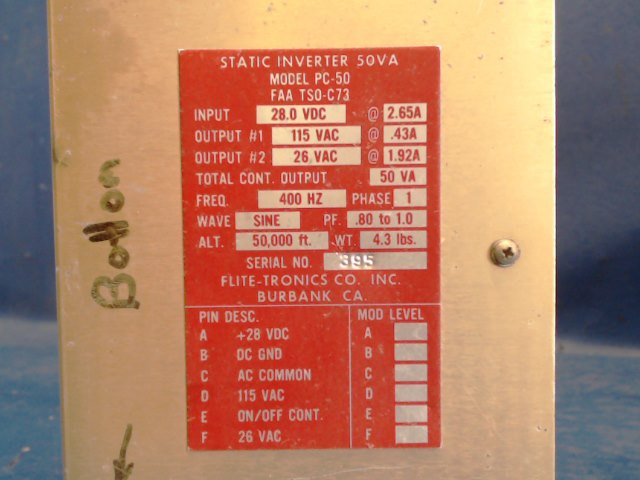 STATIC INVERTER 50VA
MODEL PC-50
FAA TSO-C73
INPUT 28.0 VDC @ 2.65A
OUTPUT #1 115 VAC @ .43A
OUTPUT #2 26 VAC @ 1.92A
TOTAL CONT. OUTPUT 50 VA
FREQ. 400 HZ PHASE 1
WAVE SINE PF. .80 to 1.0
ALT. 50,000 ft. WT. 4.3 lbs.
SERIAL NO. 395
FLITE-TRONICS CO. INC.
BURBANK CA.
PIN DESC.
A +28 VDC
B DC GND
C AC COMMON
D 115 VAC
E ON/OFF CONT.
F 26 VAC
MOD LEVEL
A
B
C
D
E
F
Bottom